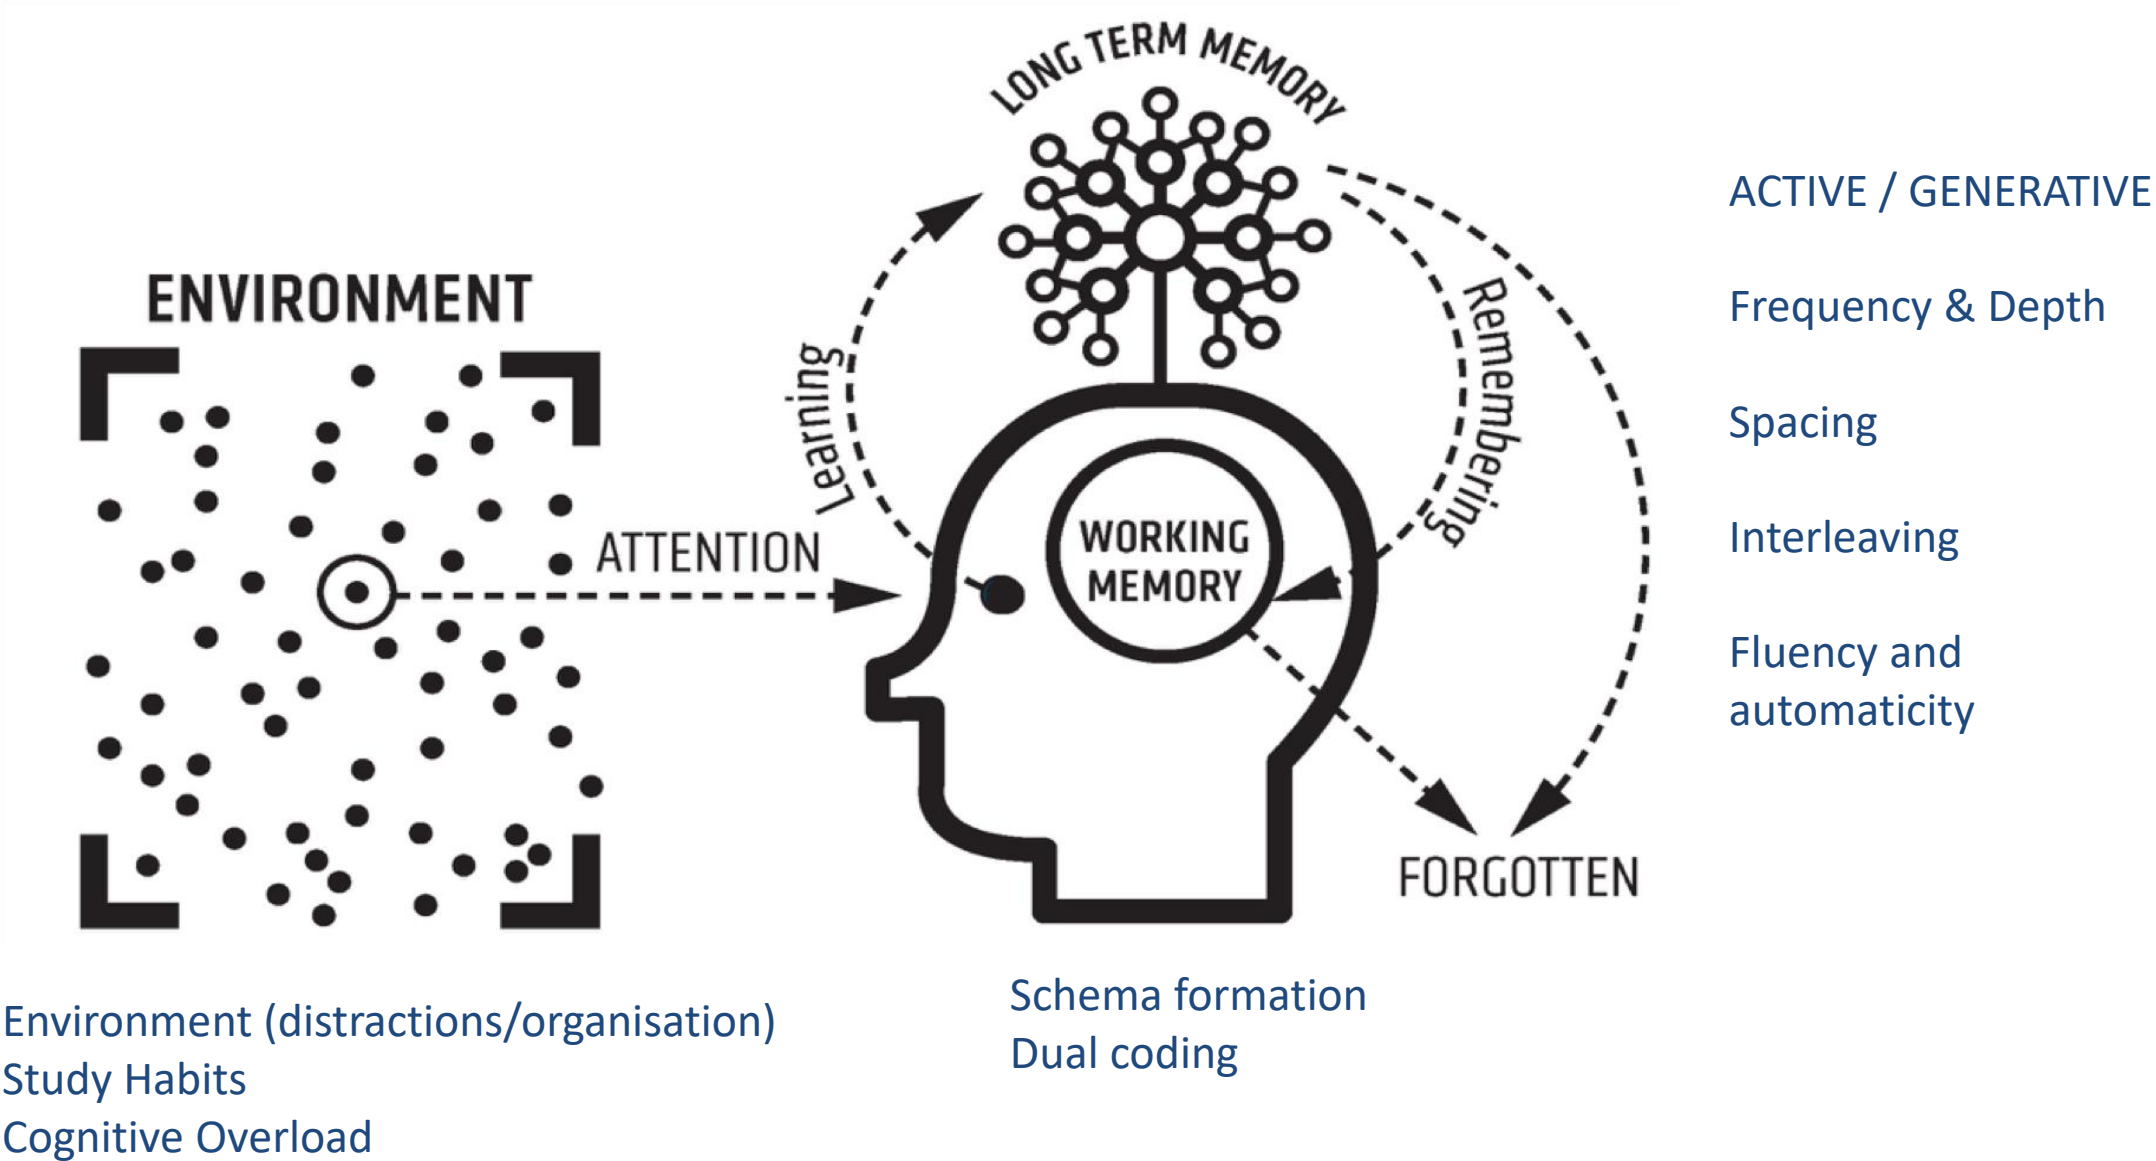 LONG TERM MEMORY
ENVIRONMENT
Learning
Remembering
ATTENTION
WORKING
MEMORY
FORGOTTEN
ACTIVE / GENERATIVE
Frequency & Depth
Spacing
Interleaving
Fluency and
automaticity
Environment (distractions/organisation)
Study Habits
Cognitive Overload
Schema formation
Dual coding